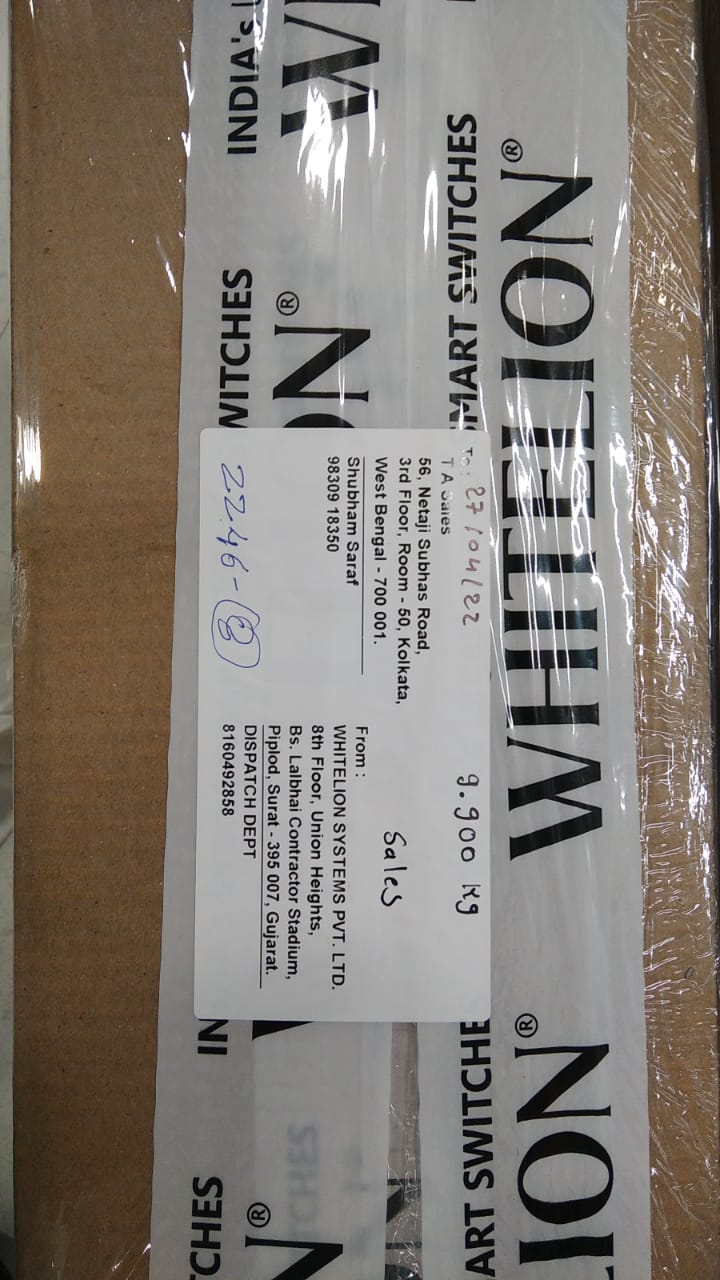 INDIA's
WITCHES
MART SWITCHES
WHITELION®
To : 27/04/22
T A Sales
56, Netaji Subhas Road,
3rd Floor, Room - 50, Kolkata,
West Bengal - 700 001.
Shubham Saraf
98309 18350
2246-8
9.900 kg
Sales
From :
WHITELION SYSTEMS PVT. LTD.
8th Floor, Union Heights,
Bs. Lalbhai Contractor Stadium,
Piplod, Surat - 395 007, Gujarat.
DISPATCH DEPT
8160492858
ON®
IN
ART SWITCHE
ION®
CHES